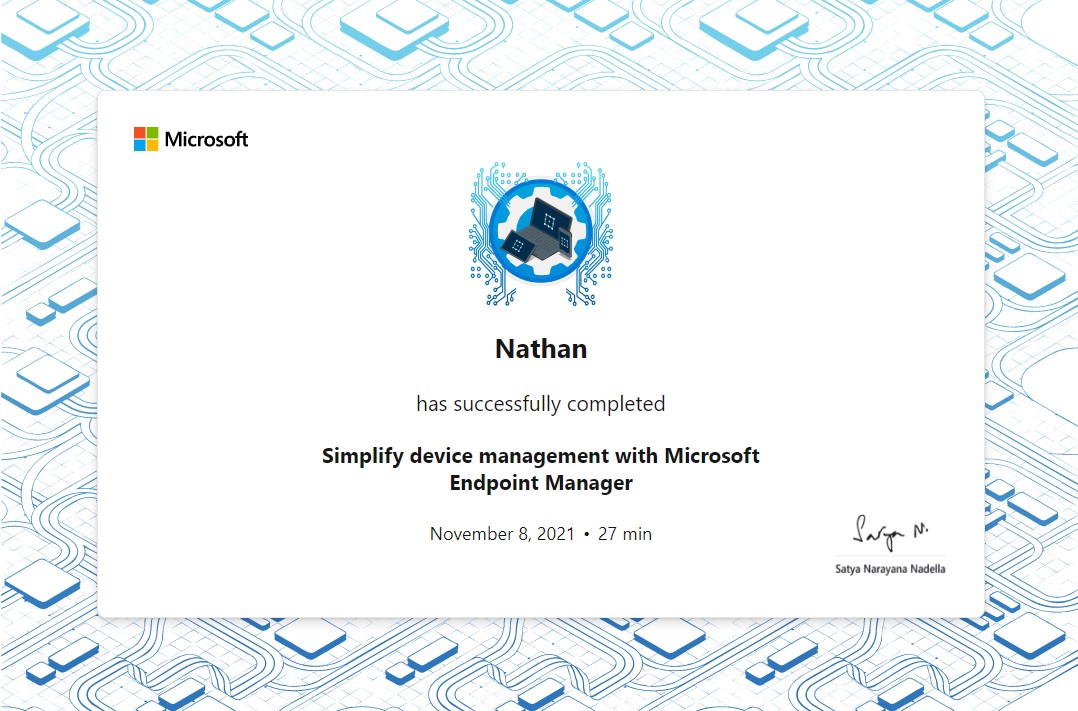 Microsoft
Nathan
has successfully completed
Simplify device management with Microsoft
Endpoint Manager
November 8, 2021 • 27 min
Satya N.
Satya Narayana Nadella